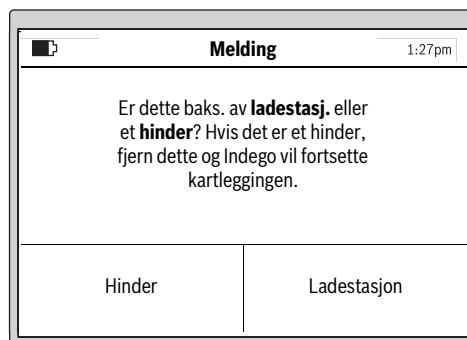 Melding
1:27pm
Er dette baks. av ladestasj. eller
et hinder? Hvis det er et hinder,
fjern dette og Indego vil fortsette
kartleggingen.
Hinder
Ladestasjon